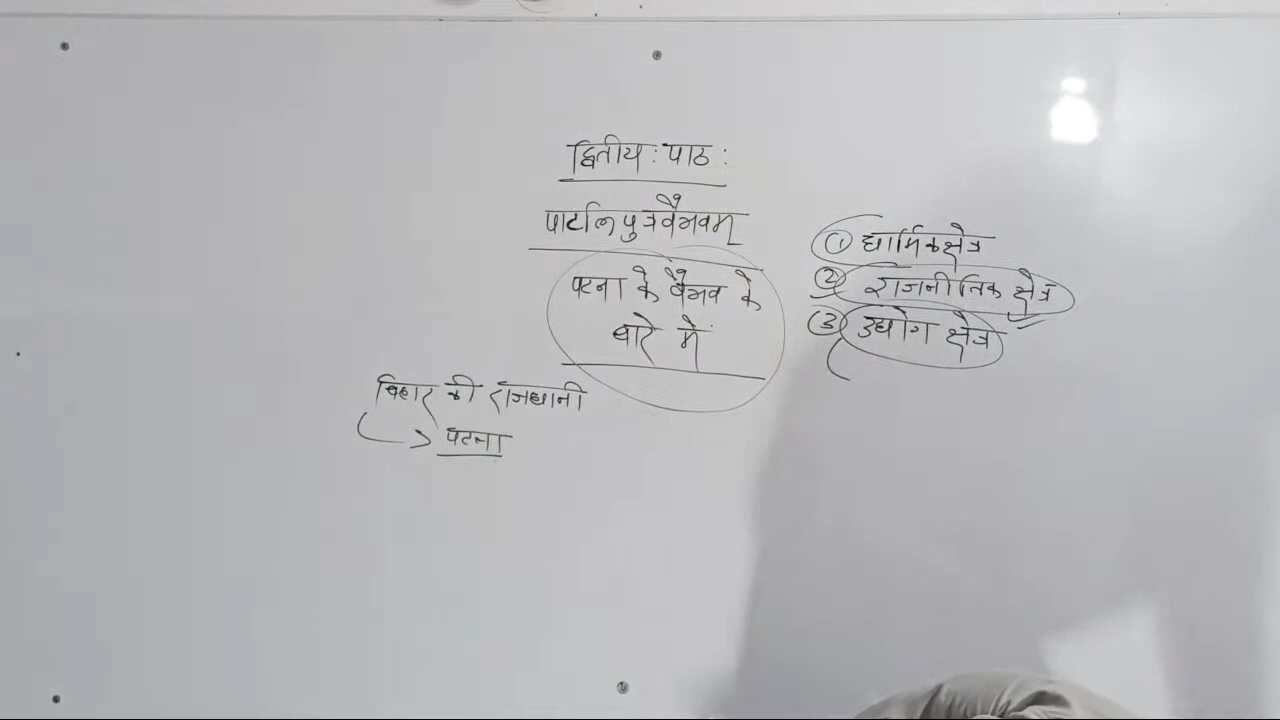 द्वितीय : पाठ :
पाटलिपुत्रवैभवम्
पटना के वैभव के
बारे में
बिहार की राजधानी
पटना
① धार्मिक क्षेत्र
② राजनीतिक क्षेत्र
③ उद्योग क्षेत्र